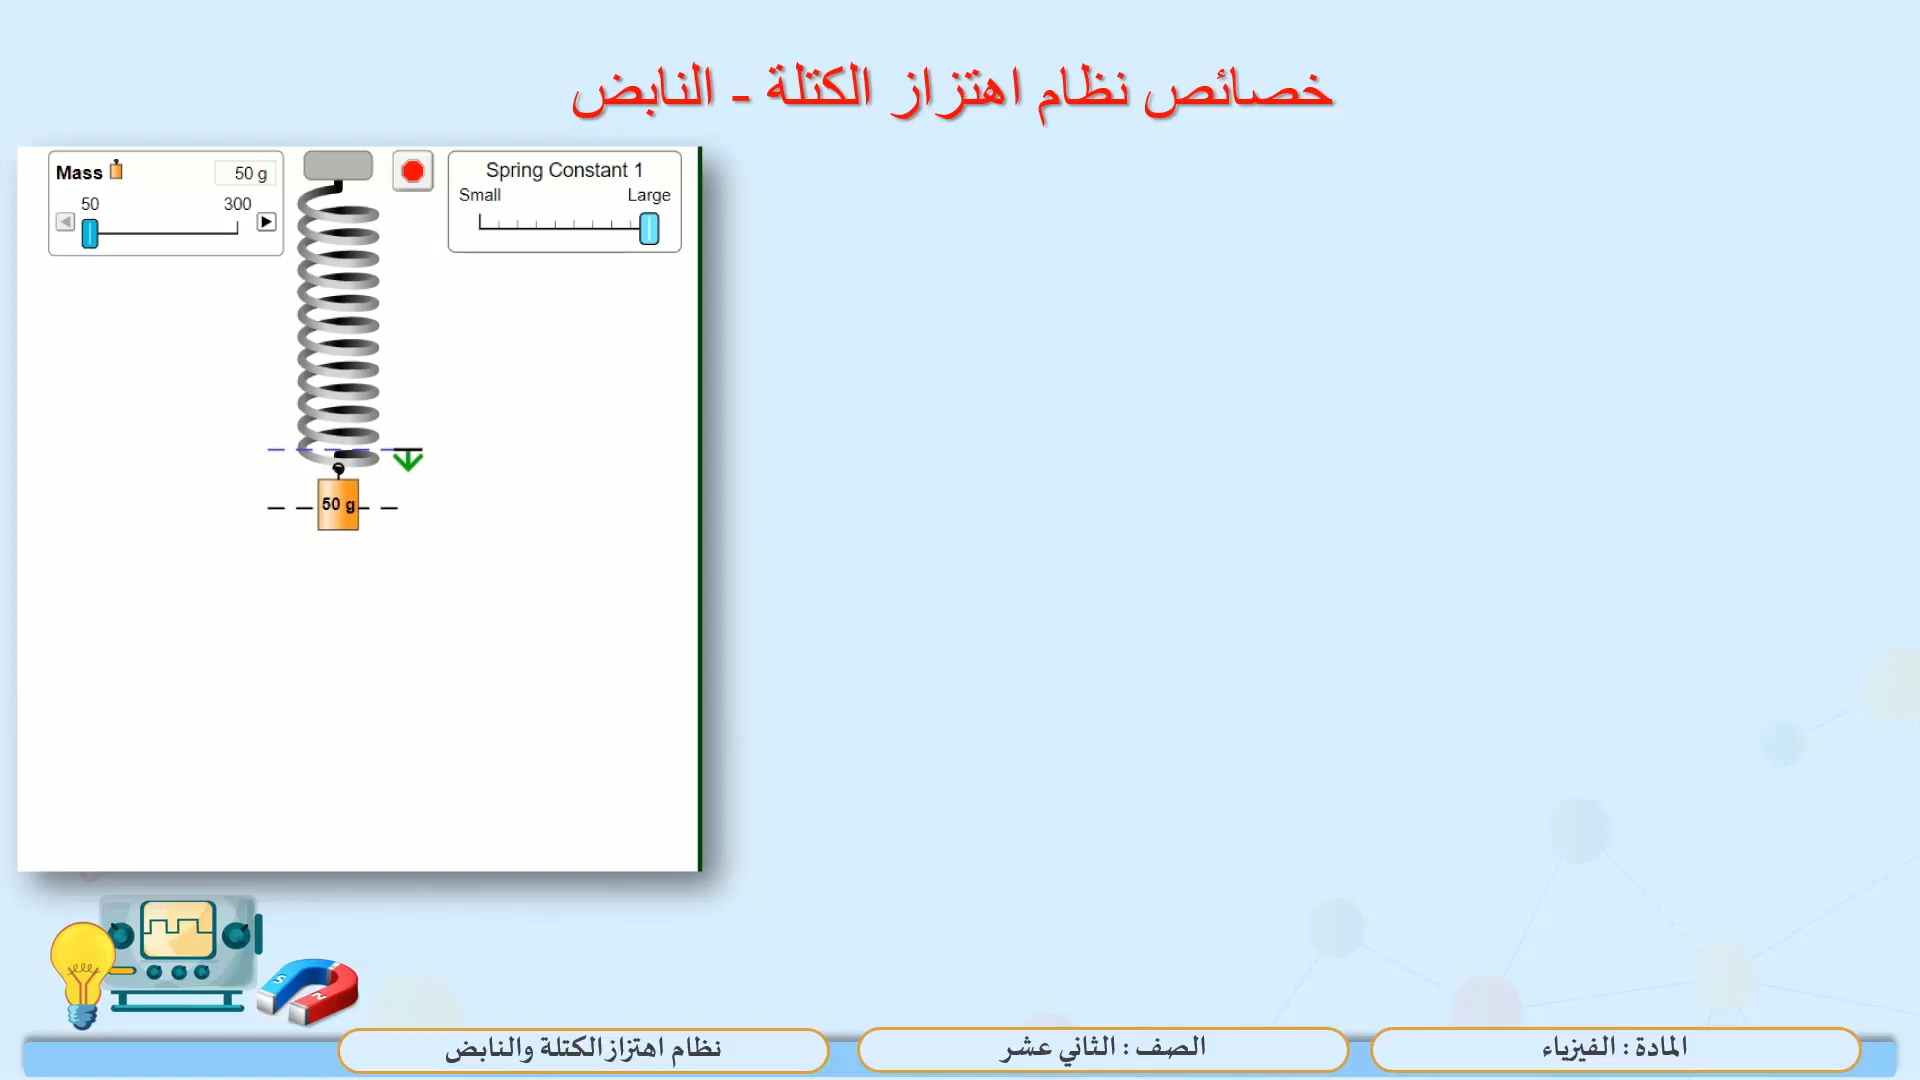 خصائص نظام اهتزاز الكتلة - النابض
Mass
50 g
50
300
Spring Constant 1
Small
Large
50 g
S
N
المادة : الفيزياء
الصف : الثاني عشر
نظام اهتزاز الكتلة والنابض